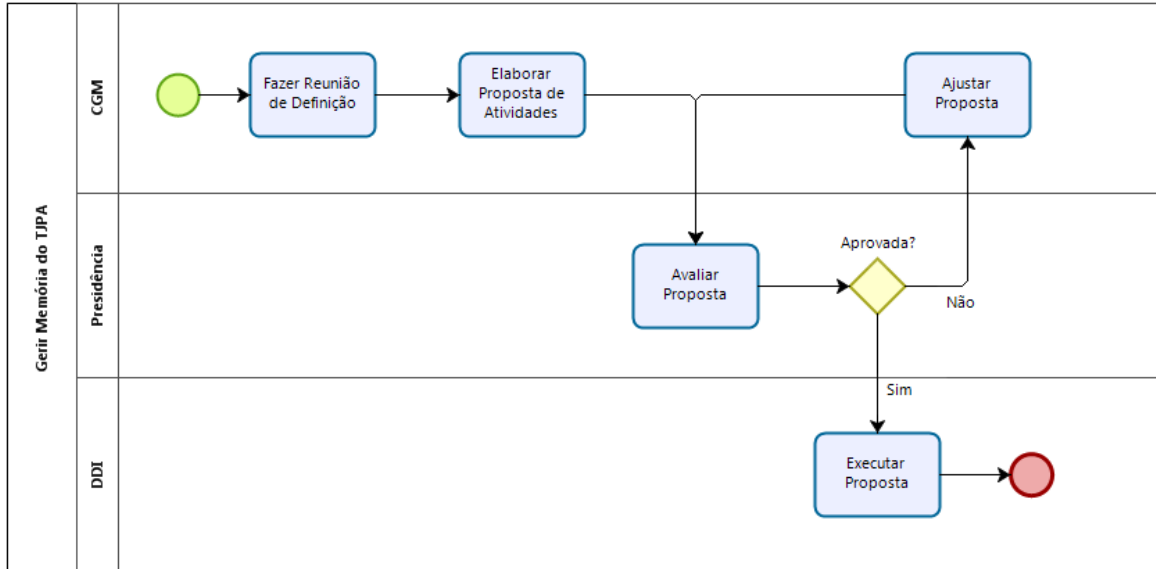 Gerir Memória do TJPA
CGM
Fazer Reunião
de Definição
Elaborar
Proposta de
Atividades
Ajustar
Proposta
Presidência
Avaliar
Proposta
Aprovada?
Não
Sim
DDI
Executar
Proposta